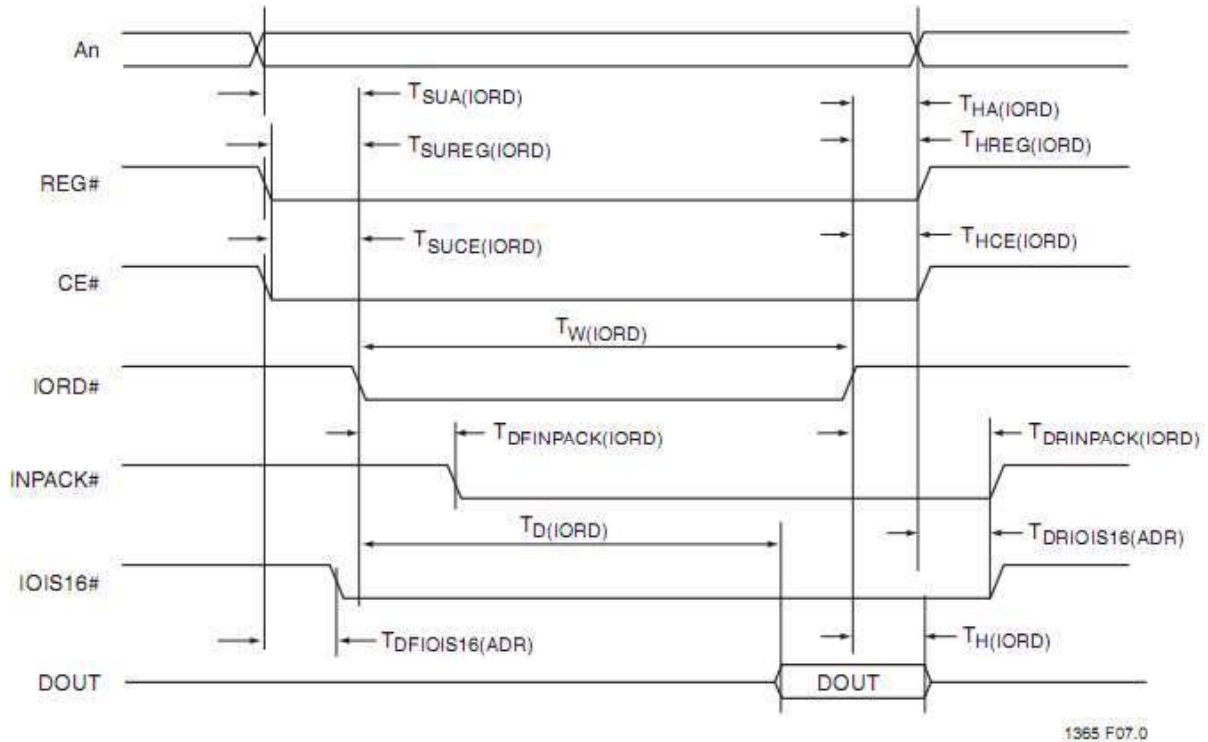 An
TSUA(IORD)
THA(IORD)
TSUREG(IORD)
THREG(IORD)
REG#
TSUCE(IORD)
THCE(IORD)
CE#
TW(IORD)
IORD#
TDFINPACK(IORD)
TDRINPACK(IORD)
INPACK#
TD(IORD)
TDRIOIS16(ADR)
IOIS16#
TDFIOIS16(ADR)
TH(IORD)
DOUT
DOUT
1365 F07.0